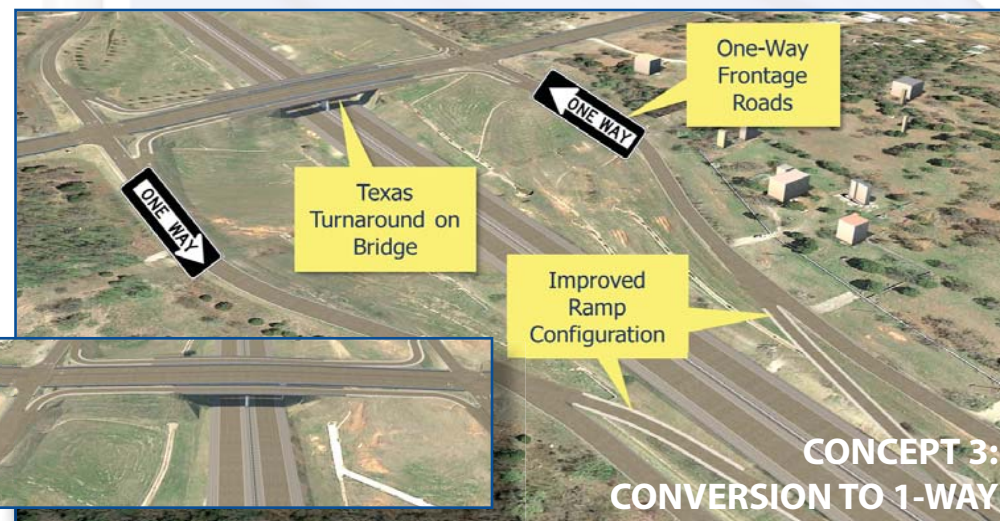 One-Way
Frontage
Roads
ONE WAY
Texas
Turnaround on
Bridge
ONE WAY
Improved
Ramp
Configuration
CONCEPT 3:
CONVERSION TO 1-WAY